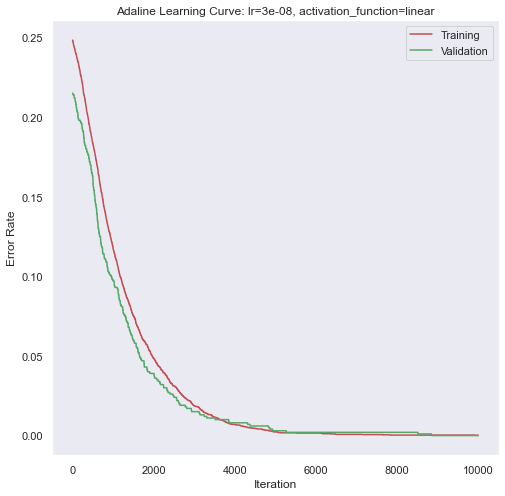 Adaline Learning Curve: lr=3e-08, activation_function=linear
Training
Validation
0.25
0.20
0.15
0.10
0.05
0.00
Error Rate
0 2000 4000 6000 8000 10000
Iteration